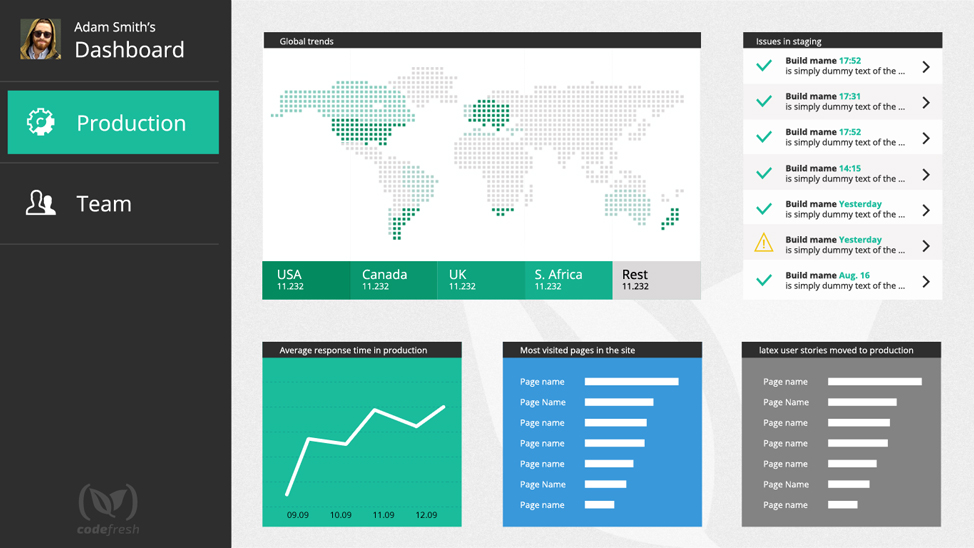 Adam Smith's
Dashboard
Production
Team
codefresh
Global trends
USA
11.232
Canada
11.232
UK
11.232
S. Africa
11.232
Rest
11.232
Issues in staging
Build mame 17:52
is simply dummy text of the ...
Build mame 17:31
is simply dummy text of the ...
Build mame 17:52
is simply dummy text of the ...
Build mame 14:15
is simply dummy text of the ...
Build mame Yesterday
is simply dummy text of the ...
Build mame Yesterday
is simply dummy text of the ...
Build mame Aug. 16
is simply dummy text of the ...
Average response time in production
09.09 10.09 11.09 12.09
Most visited pages in the site
Page name
Page Name
Page name
Page name
Page name
Page name
Page name
latex user stories moved to production
Page name
Page Name
Page name
Page name
Page name
Page name
Page name